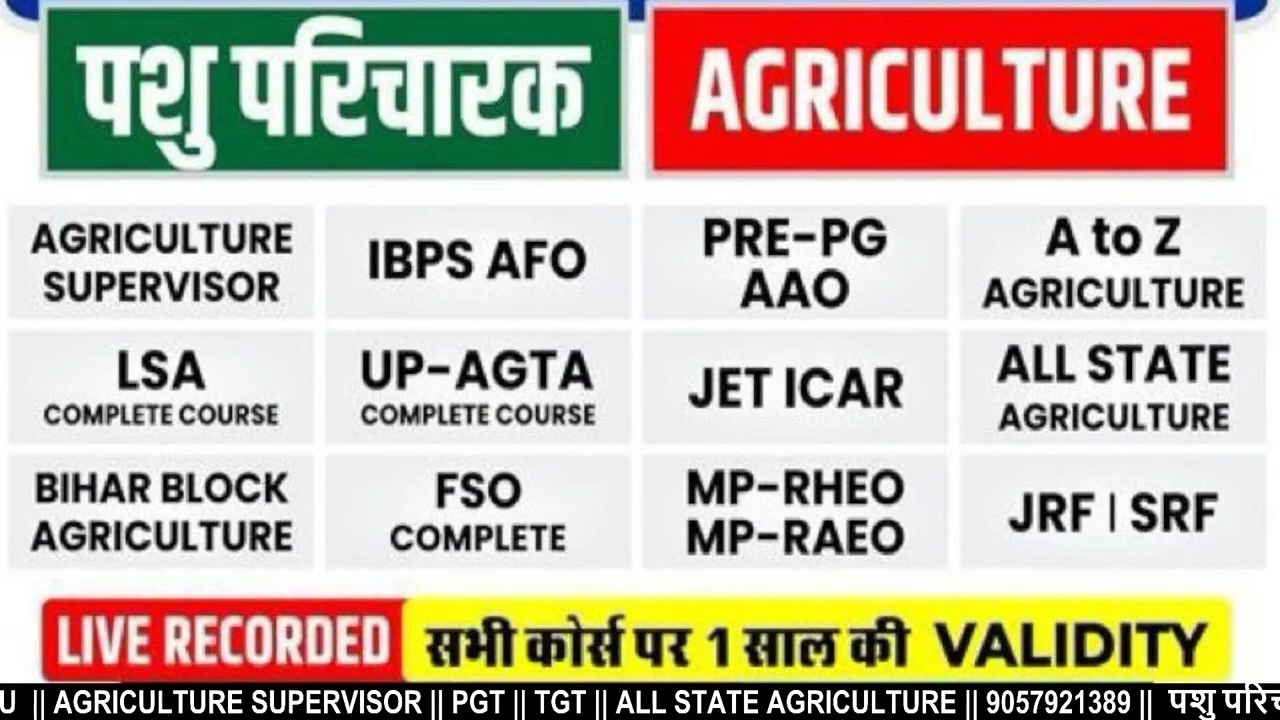 पशु परिचारक
AGRICULTURE
AGRICULTURE
SUPERVISOR
IBPS AFO
PRE-PG
AAO
A to Z
AGRICULTURE
LSA
COMPLETE COURSE
UP-AGTA
COMPLETE COURSE
JET ICAR
ALL STATE
AGRICULTURE
BIHAR BLOCK
AGRICULTURE
FSO
COMPLETE
MP-RHEO
MP-RAEO
JRF | SRF
LIVE RECORDED
सभी कोर्स पर 1 साल की VALIDITY
U || AGRICULTURE SUPERVISOR || PGT || TGT || ALL STATE AGRICULTURE || 9057921389 || पशु